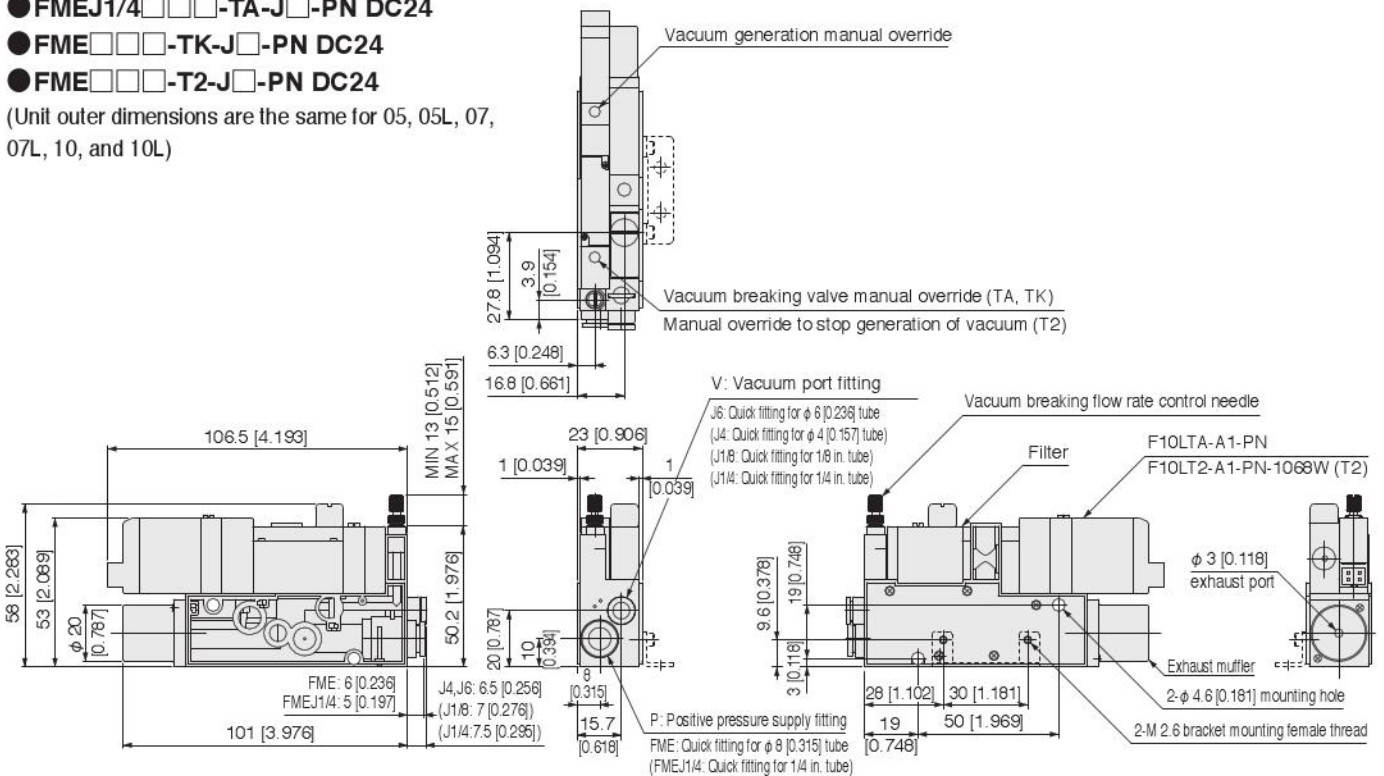 ●FMEJ1/4□□□-TA-J□-PN DC24
●FME□□□-TK-J□-PN DC24
●FME□□□-T2-J□-PN DC24
(Unit outer dimensions are the same for 05, 05L, 07,
07L, 10, and 10L)
Vacuum generation manual override
27.8 [1.094]
3.9
[0.154]
Vacuum breaking valve manual override (TA, TK)
Manual override to stop generation of vacuum (T2)
6.3 [0.248]
16.8 [0.661]
106.5 [4.193]
MIN 13 [0.512]
MAX 15 [0.591]
58 [2.283]
53 [2.089]
φ 20
[0.787]
50.2 [1.976]
FME: 6 [0.236]
FMEJ1/4: 5 [0.197]
J4,J6: 6.5 [0.256]
(J1/8: 7 [0.276])
(J1/4:7.5 [0.295])
101 [3.976]
V: Vacuum port fitting
J6: Quick fitting for φ 6 [0.236] tube
(J4: Quick fitting for φ 4 [0.157] tube)
(J1/8: Quick fitting for 1/8 in. tube)
(J1/4: Quick fitting for 1/4 in. tube)
23 [0.906]
1 [0.039]
1
[0.039]
20 [0.787]
10
[0.394]
8
[0.315]
15.7
[0.618]
P: Positive pressure supply fitting
FME: Quick fitting for φ 8 [0.315] tube
(FMEJ1/4: Quick fitting for 1/4 in. tube)
Vacuum breaking flow rate control needle
Filter
F10LTA-A1-PN
F10LT2-A1-PN-1068W (T2)
9.6 [0.378]
19 [0.748]
3 [0.118]
28 [1.102]
30 [1.181]
19
[0.748]
50 [1.969]
φ 3 [0.118]
exhaust port
Exhaust muffler
2-φ 4.6 [0.181] mounting hole
2-M 2.6 bracket mounting female thread